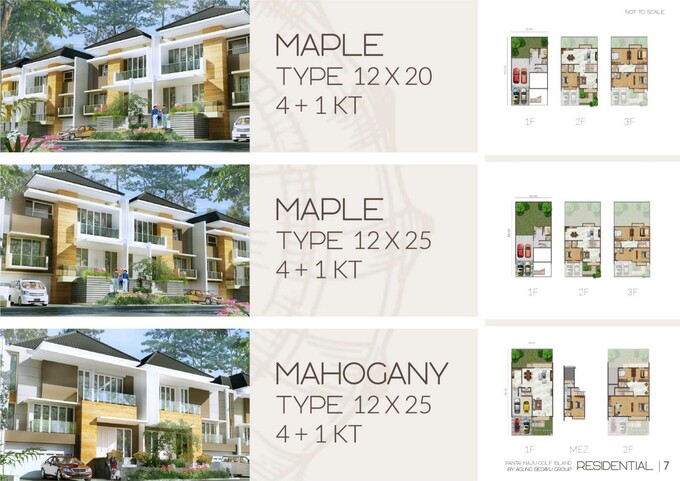 MAPLE
TYPE 12 X 20
4 + 1 KT
NOT TO SCALE
1F
2F
3F
MAPLE
TYPE 12 X 25
4 + 1 KT
1F
2F
3F
MAHOGANY
TYPE 12 X 25
4 + 1 KT
1F
MEZ
2F
PANTAI MAJU GOLF ISLAND
BY AGUNG SEDAYU GROUP
RESIDENTIAL | 7